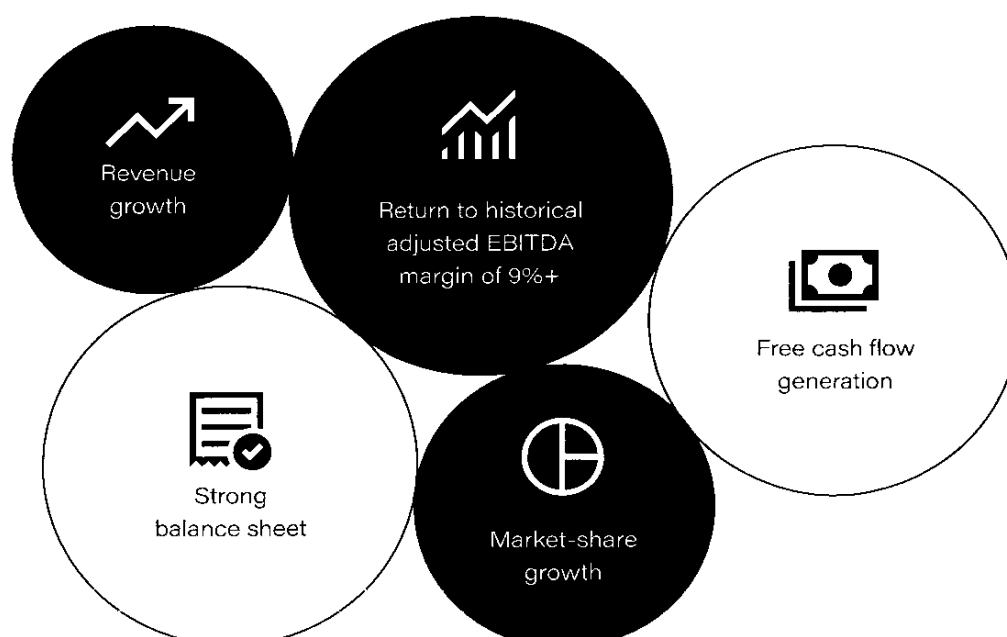 Revenue
growth
Return to historical
adjusted EBITDA
margin of 9%+
Free cash flow
generation
Strong
balance sheet
Market-share
growth